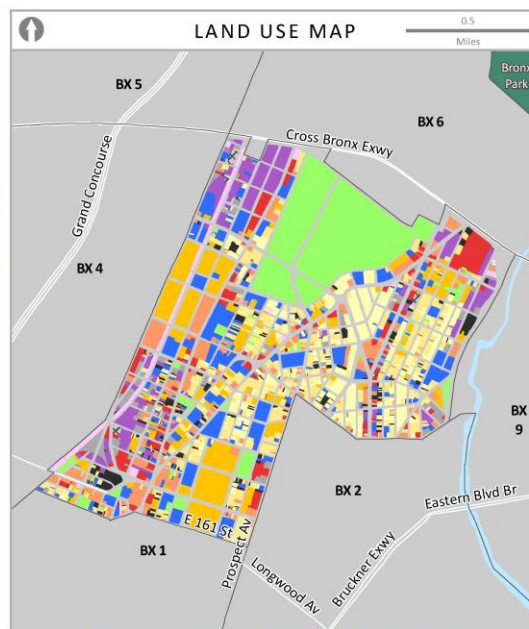 LAND USE MAP
0.5
Miles
Bronx
Park
BX 5
BX 6
Cross Bronx Exwy
Grand Concourse
BX 4
BX
9
BX 2
Eastern Blvd Br
E 161 St
BX 1
Prospect Av
Longwood Av
Bruckner Exwy